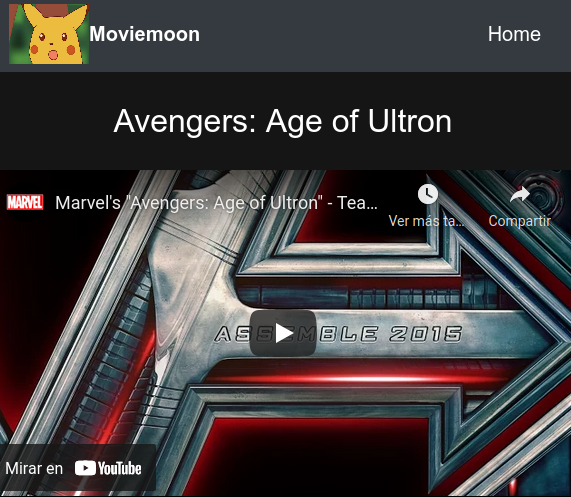 Moviemoon
Home
Avengers: Age of Ultron
MARVEL
Marvel's "Avengers: Age of Ultron" - Tea...
Ver más ta...
Compartir
ASSEMBLE 2015
Mirar en YouTube